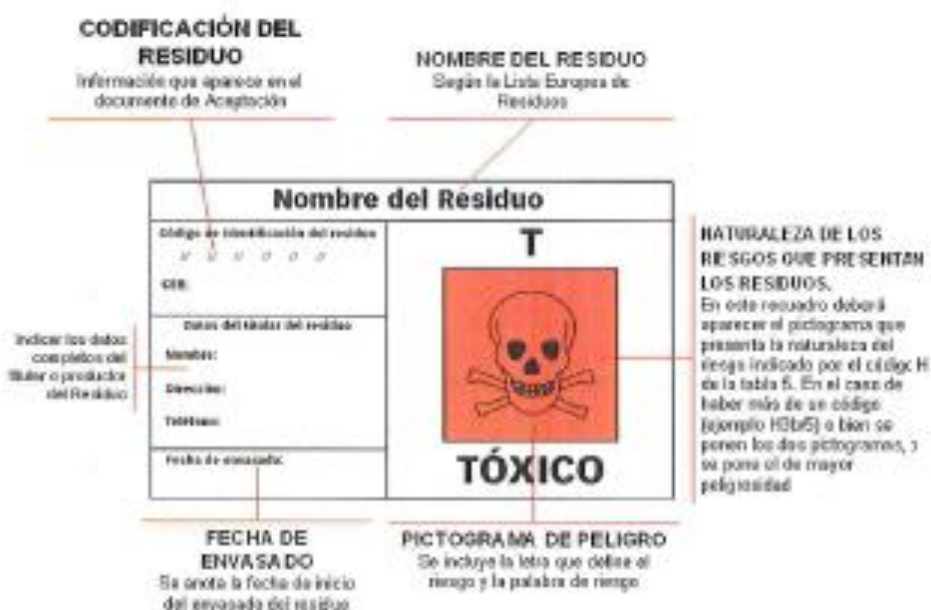 CODIFICACIÓN DEL
RESIDUO
Información que aparece en el
documento de Aceptación
NOMBRE DEL RESIDUO
Según la Lista Europea de
Residuos
Nombre del Residuo
Código de Identificación del residuo
CER:
Datos del titular del residuo
Nombre:
Dirección:
Teléfono:
Fecha de envasado:
T
TÓXICO
Indicar los datos
completos del
titular o productor
del Residuo
NATURALEZA DE LOS
RIESGOS QUE PRESENTAN
LOS RESIDUOS.
En este recuadro deberá
aparecer el pictograma que
presenta la naturaleza del
riesgo indicado por el código H
de la tabla 5. En el caso de
haber más de un código
(ejemplo H3b/5) o bien se
ponen los dos pictogramas, o
se pone el de mayor
peligrosidad
FECHA DE
ENVASADO
Se anota la fecha de inicio
del envasado del residuo
PICTOGRAMA DE PELIGRO
Se incluye la letra que define el
riesgo y la palabra de riesgo